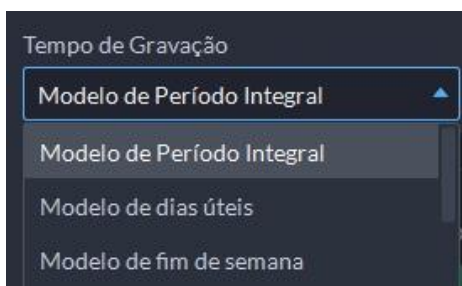 Tempo de Gravação
Modelo de Período Integral
Modelo de Período Integral
Modelo de dias úteis
Modelo de fim de semana